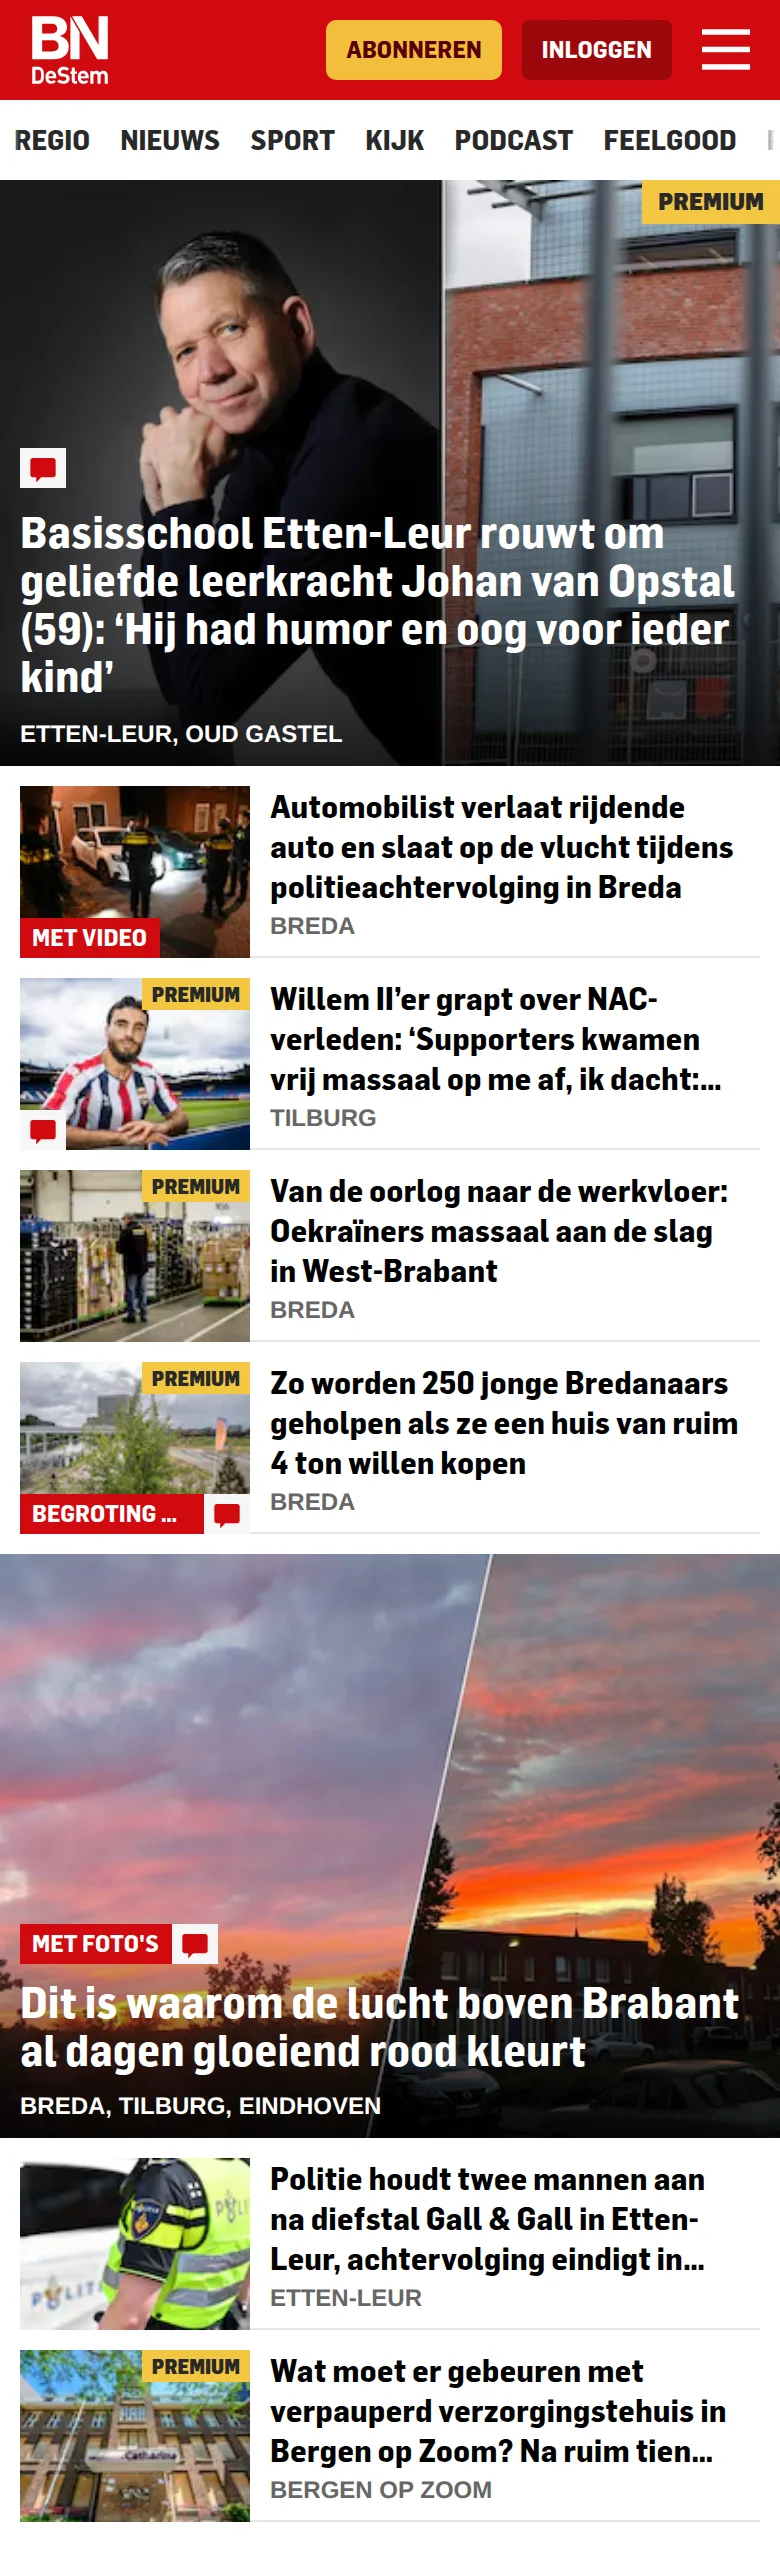 BN
DeStem
ABONNEREN
INLOGGEN
REGIO NIEUWS SPORT KIJK PODCAST FEELGOOD
PREMIUM
Basisschool Etten-Leur rouwt om
geliefde leerkracht Johan van Opstal
(59): ‘Hij had humor en oog voor ieder
kind’
ETTEN-LEUR, OUD GASTEL
MET VIDEO
Automobilist verlaat rijdende
auto en slaat op de vlucht tijdens
politieachtervolging in Breda
BREDA
PREMIUM
Willem II’er grapt over NAC-
verleden: ‘Supporters kwamen
vrij massaal op me af, ik dacht:...
TILBURG
PREMIUM
Van de oorlog naar de werkvloer:
Oekraïners massaal aan de slag
in West-Brabant
BREDA
PREMIUM
BEGROTING ...
Zo worden 250 jonge Bredanaars
geholpen als ze een huis van ruim
4 ton willen kopen
BREDA
MET FOTO'S
Dit is waarom de lucht boven Brabant
al dagen gloeiend rood kleurt
BREDA, TILBURG, EINDHOVEN
Politie houdt twee mannen aan
na diefstal Gall & Gall in Etten-
Leur, achtervolging eindigt in...
ETTEN-LEUR
PREMIUM
Catharina
Wat moet er gebeuren met
verpauperd verzorgingstehuis in
Bergen op Zoom? Na ruim tien...
BERGEN OP ZOOM